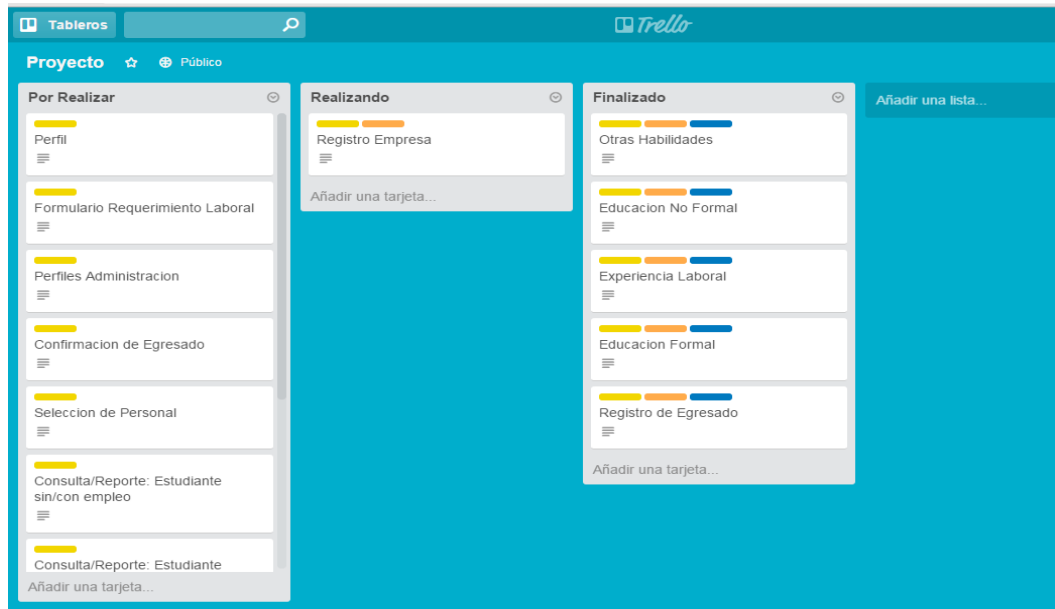 Tableros
Trello
Proyecto
Público
Por Realizar
Perfil
Formulario Requerimiento Laboral
Perfiles Administracion
Confirmacion de Egresado
Seleccion de Personal
Consulta/Reporte: Estudiante
sin/con empleo
Consulta/Reporte: Estudiante
Añadir una tarjeta...
Realizando
Registro Empresa
Añadir una tarjeta...
Finalizado
Otras Habilidades
Educacion No Formal
Experiencia Laboral
Educacion Formal
Registro de Egresado
Añadir una tarjeta...
Añadir una lista...